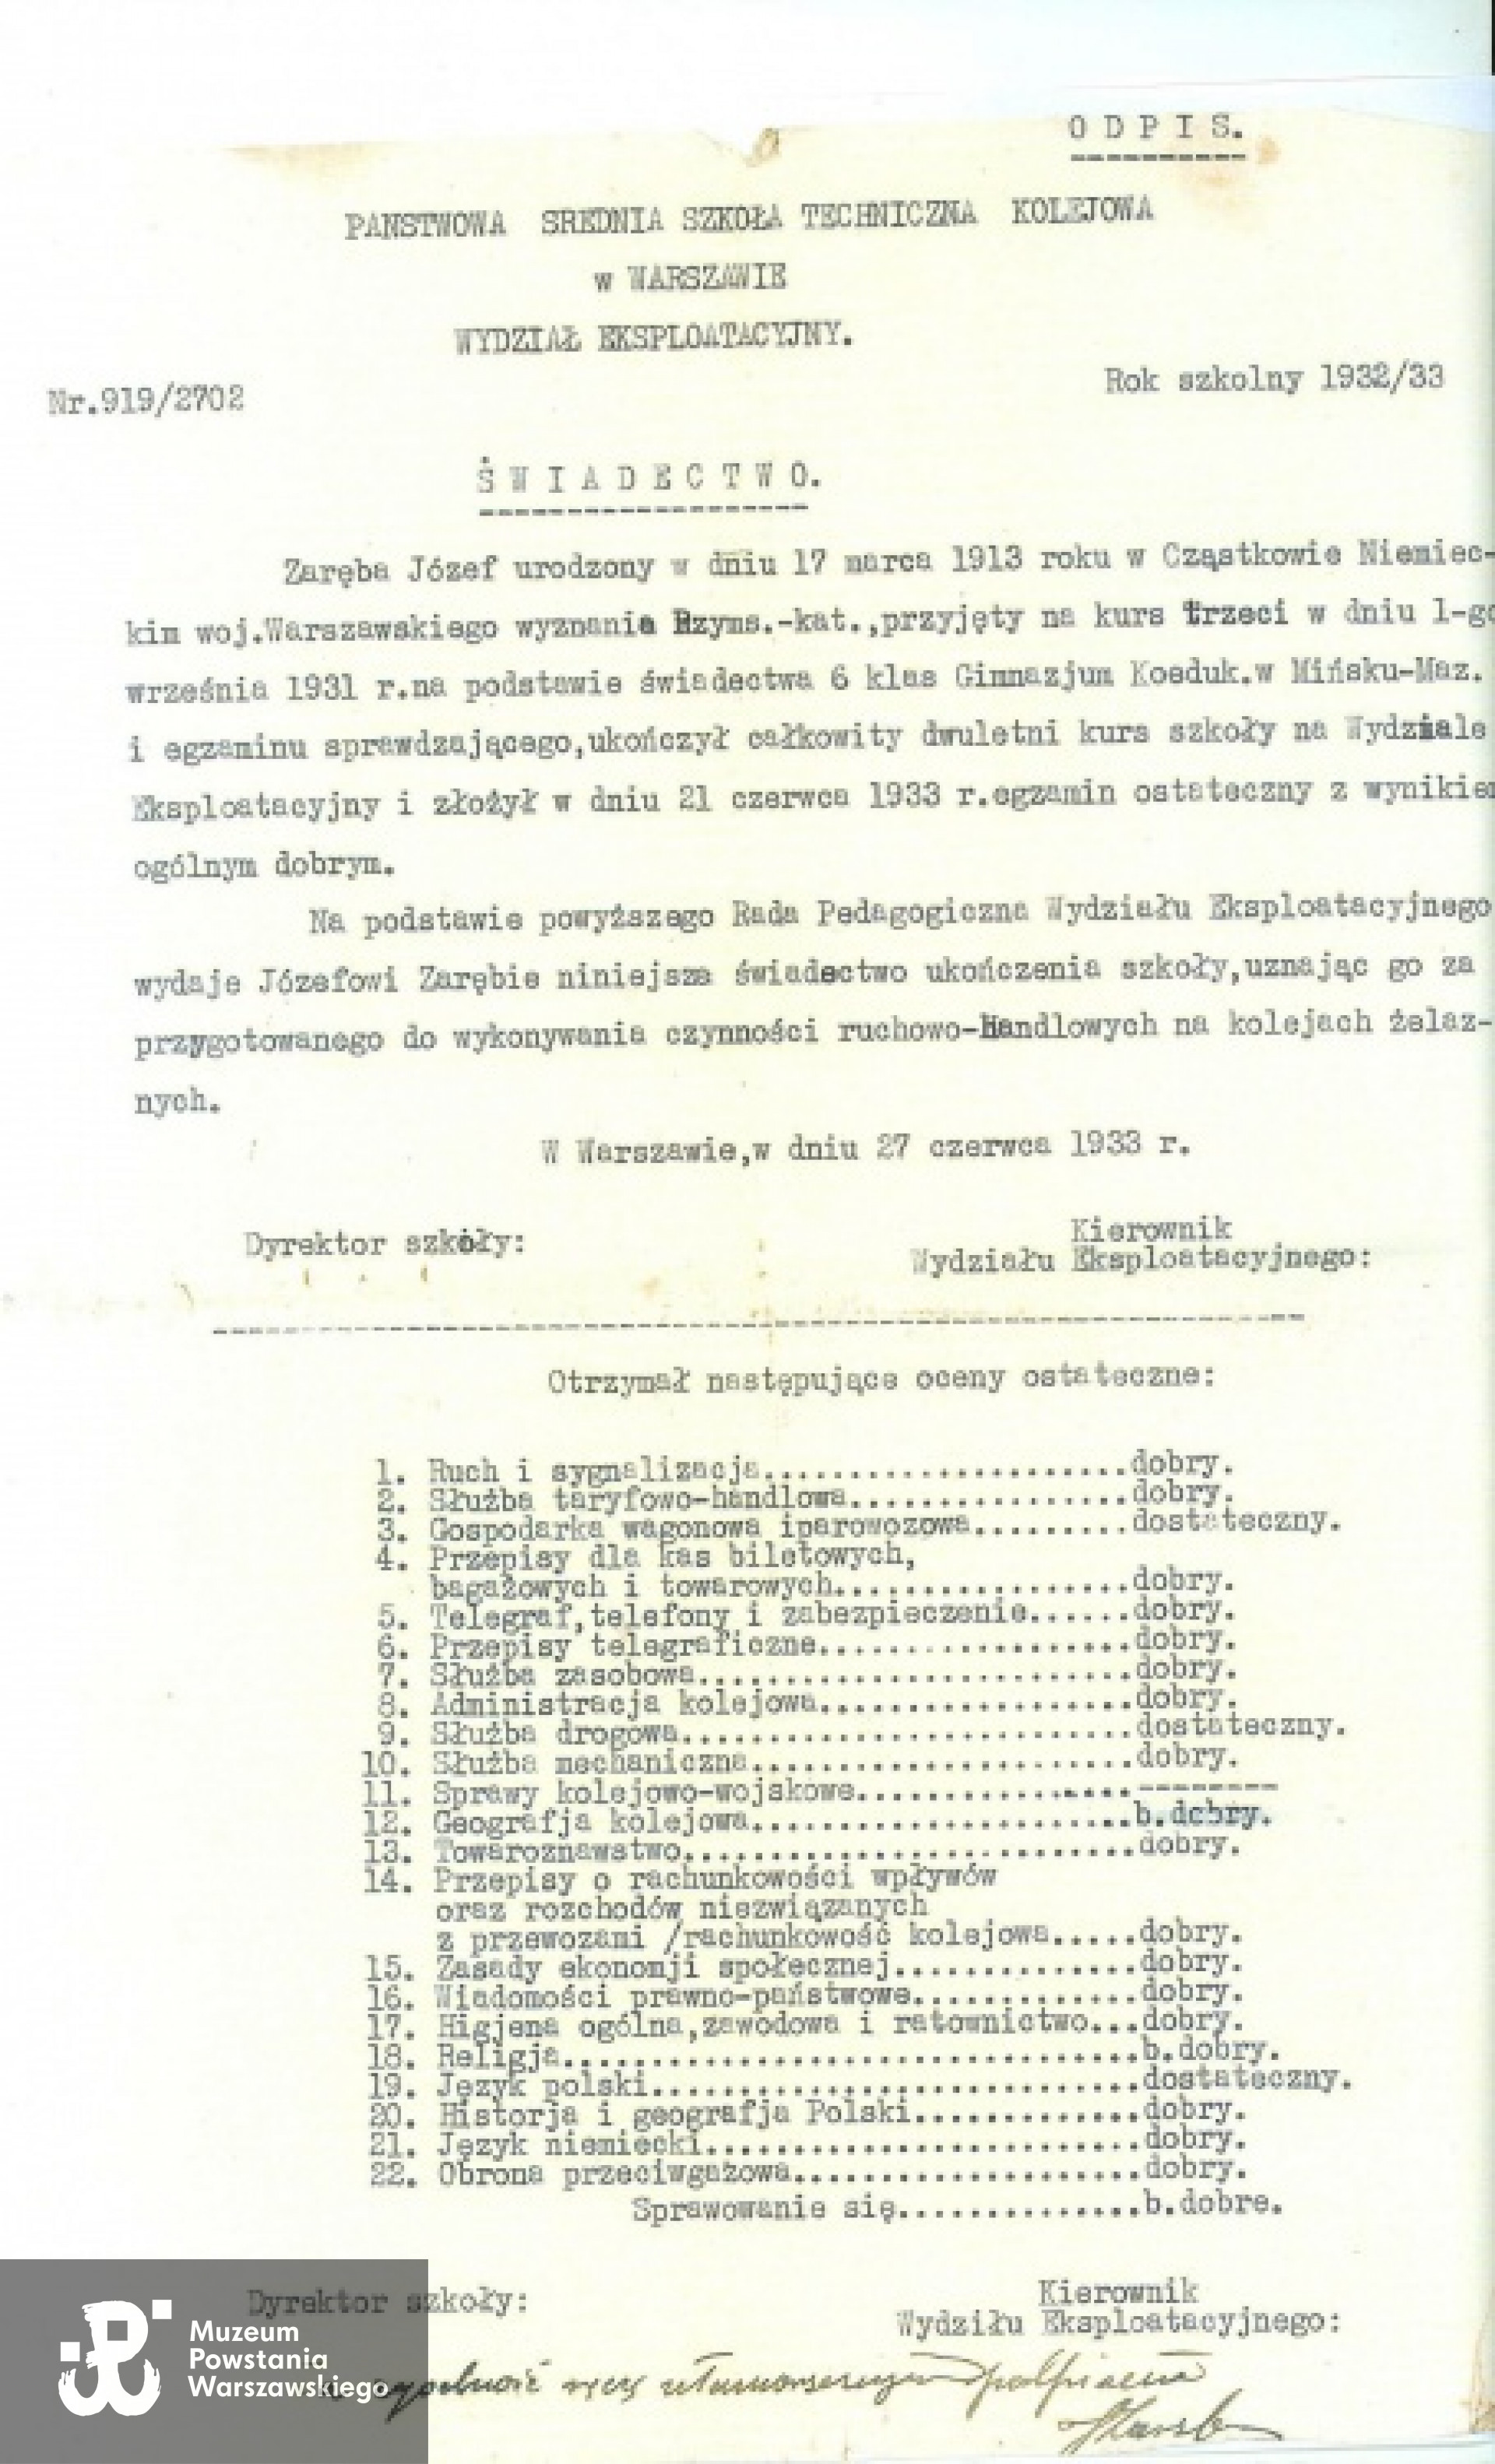 O D P I S.
PANSTWOWA SREDNIA SZKOŁA TECHNICZNA KOLEJOWA
w WARSZAWIE
WYDZIAŁ EKSPLOATACYJNY.
Nr.919/2702
Rok szkolny 1932/33
Ś W I A D E C T W O.
Zaręba Józef urodzony w dniu 17 marca 1913 roku w Cząstkowie Niemiec-
kim woj.Warszawskiego wyznania Rzyms.-kat.,przyjęty na kurs trzeci w dniu 1-go
września 1931 r.na podstawie świadectwa 6 klas Gimnazjum Koeduk.w Mińsku-Maz.
i egzaminu sprawdzającego,ukończył całkowity dwuletni kurs szkoły na Wydziale
Eksploatacyjny i złożył w dniu 21 czerwca 1933 r.egzamin ostateczny z wynikiem
ogólnym dobrym.
Na podstawie powyższego Rada Pedagogiczna Wydziału Eksploatacyjnego
wydaje Józefowi Zarębie niniejsza świadectwo ukończenia szkoły,uznając go za
przygotowanego do wykonywania czynności ruchowo-Handlowych na kolejach żelaz-
nych.
W Warszawie,w dniu 27 czerwca 1933 r.
Dyrektor szkoły:
Kierownik
Wydziału Eksploatacyjnego:
Otrzymał następujące oceny ostateczne:
1. Ruch i sygnalizacja.....................dobry.
2. Służba taryfowo-handlowa................dobry.
3. Gospodarka wagonowa iparowozowa.........dostateczny.
4. Przepisy dla kas biletowych,
bagażowych i towarowych.................dobry.
5. Telegraf,telefony i zabezpieczenie......dobry.
6. Przepisy telegraficzne..................dobry.
7. Służba zasobowa.........................dobry.
8. Administracja kolejowa..................dobry.
9. Służba drogowa..........................dostateczny.
10. Służba mechaniczna......................dobry.
11. Sprawy kolejowo-wojskowe................--------
12. Geografja kolejowa......................b.dobry.
13. Towaroznawstwo..........................dobry.
14. Przepisy o rachunkowości wpływów
oraz rozchodów niezwiązanych
z przewozami /rachunkowość kolejowa.....dobry.
15. Zasady ekonomji społecznej..............dobry.
16. Wiadomości prawno-państwowe.............dobry.
17. Higjena ogólna,zawodowa i ratownictwo...dobry.
18. Religja.................................b.dobry.
19. Język polski............................dostateczny.
20. Historja i geografja Polski.............dobry.
21. Język niemiecki.........................dobry.
22. Obrona przeciwgazowa....................dobry.
Sprawowanie się..............b.dobre.
Dyrektor szkoły:
Kierownik
Wydziłu Eksploatacyjnego:
Muzeum
Powstania
Warszawskiego